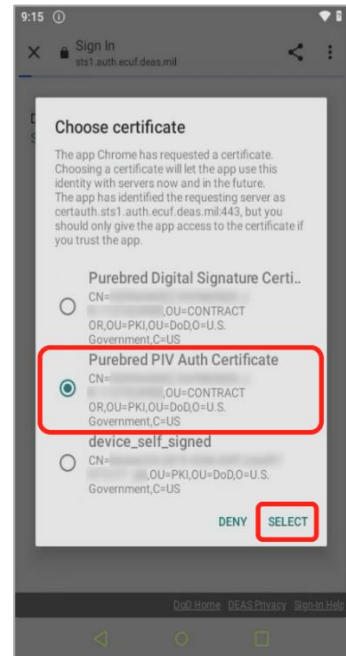 9:15
Sign In
sts1.auth.ecuf.deas.mil
Choose certificate
The app Chrome has requested a certificate.
Choosing a certificate will let the app use this
identity with servers now and in the future.
The app has identified the requesting server as
certauth.sts1.auth.ecuf.deas.mil:443, but you
should only give the app access to the certificate if
you trust the app.
Purebred Digital Signature Certi..
CN=
,OU=CONTRACT
OR,OU=PKI,OU=DoD,O=U.S.
Government,C=US
Purebred PIV Auth Certificate
CN=
,OU=CONTRACT
OR,OU=PKI,OU=DoD,O=U.S.
Government,C=US
device_self_signed
CN=
,OU=PKI,OU=DoD,O=U.S.
Government,C=US
DENY SELECT
DoD Home DEAS Privacy Sign-In Help